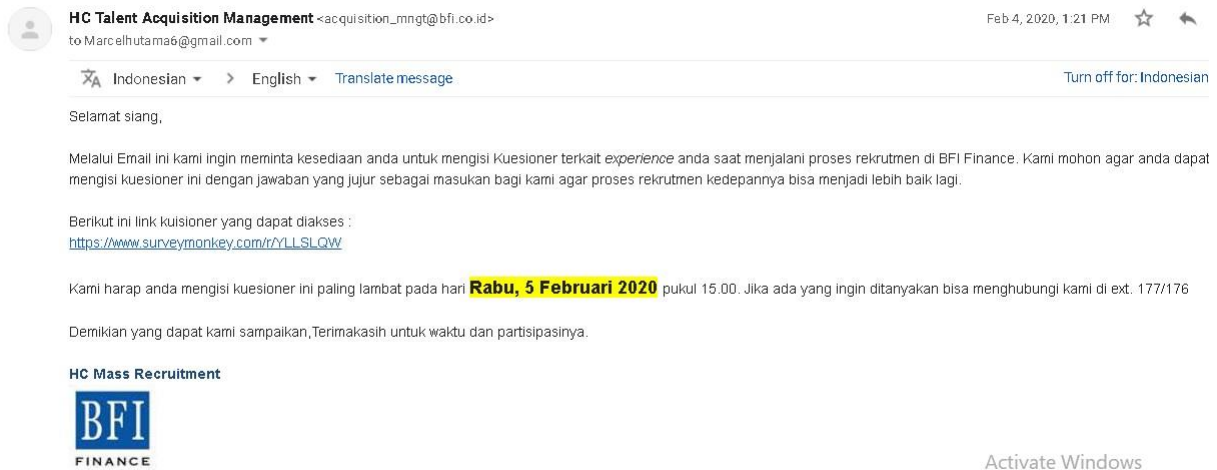 HC Talent Acquisition Management <acquisition_mngt@bfi.co.id>
Feb 4, 2020, 1:21 PM
to Marcelhutama6@gmail.com
Indonesian > English Translate message
Turn off for: Indonesian
Selamat siang,
Melalui Email ini kami ingin meminta kesediaan anda untuk mengisi Kuesioner terkait experience anda saat menjalani proses rekrutmen di BFI Finance. Kami mohon agar anda dapat
mengisi kuesioner ini dengan jawaban yang jujur sebagai masukan bagi kami agar proses rekrutmen kedepannya bisa menjadi lebih baik lagi.
Berikut ini link kuisioner yang dapat diakses :
https://www.surveymonkey.com/r/YLLSLQW
Kami harap anda mengisi kuesioner ini paling lambat pada hari Rabu, 5 Februari 2020 pukul 15.00. Jika ada yang ingin ditanyakan bisa menghubungi kami di ext. 177/176
Demikian yang dapat kami sampaikan,Terimakasih untuk waktu dan partisipasinya.
HC Mass Recruitment
BFI
FINANCE
Activate Windows